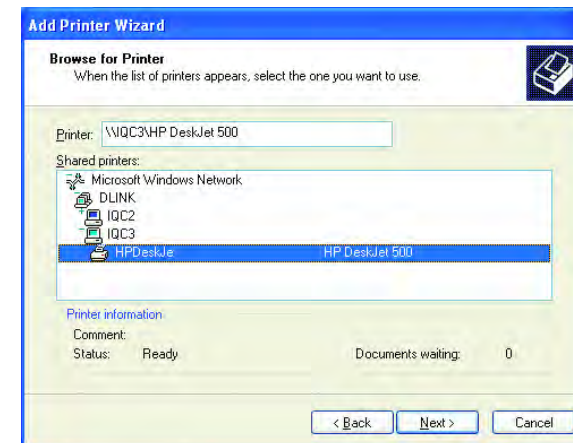 Add Printer Wizard
Browse for Printer
When the list of printers appears, select the one you want to use.
Printer: \\IQC3\HP DeskJet 500
Shared printers:
Microsoft Windows Network
DLINK
IQC2
IQC3
HPDeskJe HP DeskJet 500
Printer information
Comment:
Status: Ready Documents waiting: 0
< Back Next > Cancel